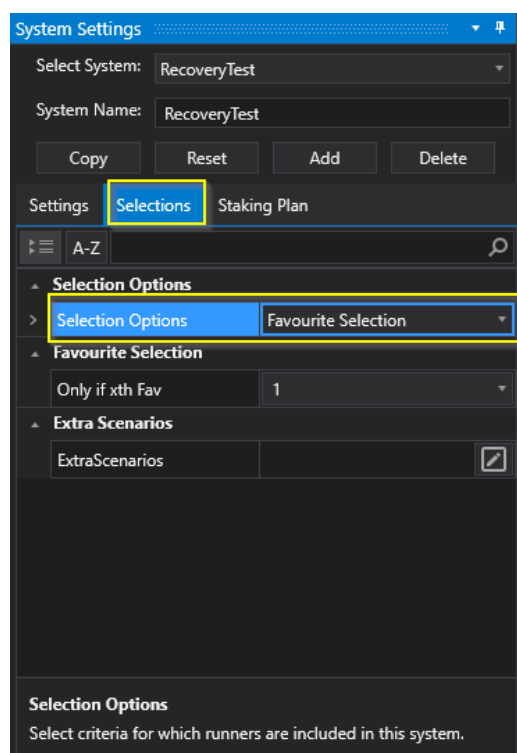 System Settings
Select System: RecoveryTest
System Name: RecoveryTest
Copy Reset Add Delete
Settings Selections Staking Plan
A-Z
Selection Options
Selection Options Favourite Selection
Favourite Selection
Only if xth Fav 1
Extra Scenarios
ExtraScenarios
Selection Options
Select criteria for which runners are included in this system.